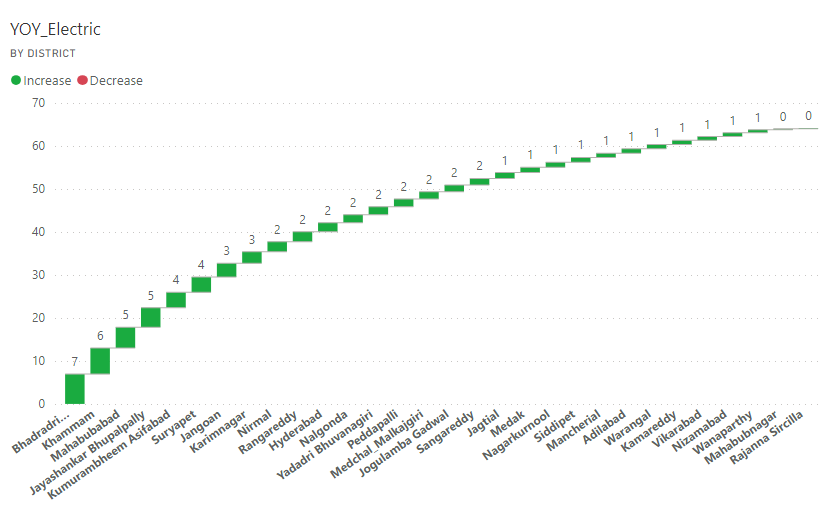 YOY_Electric
BY DISTRICT
Increase Decrease
70
60
50
40
30
20
10
0
7
6
5
5
4
4
3
3
2
2
2
2
2
2
2
2
2
1
1
1
1
1
1
1
1
1
1
1
0
0
Bhadradri...
Khammam
Mahabubabad
Jayashankar Bhupalpally
Kumurambheem Asifabad
Suryapet
Jangoan
Karimnagar
Nirmal
Rangareddy
Hyderabad
Nalgonda
Yadadri Bhuvanagiri
Peddapalli
Medchal_Malkajgiri
Jogulamba Gadwal
Sangareddy
Jagtial
Medak
Nagarkurnool
Siddipet
Mancherial
Adilabad
Warangal
Kamareddy
Vikarabad
Nizamabad
Wanaparthy
Mahabubnagar
Rajanna Sircilla